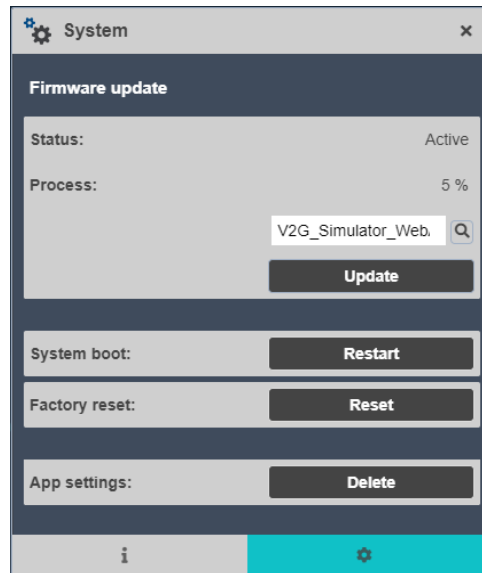 System
Firmware update
Status: Active
Process: 5 %
V2G_Simulator_Web
Update
System boot: Restart
Factory reset: Reset
App settings: Delete
i